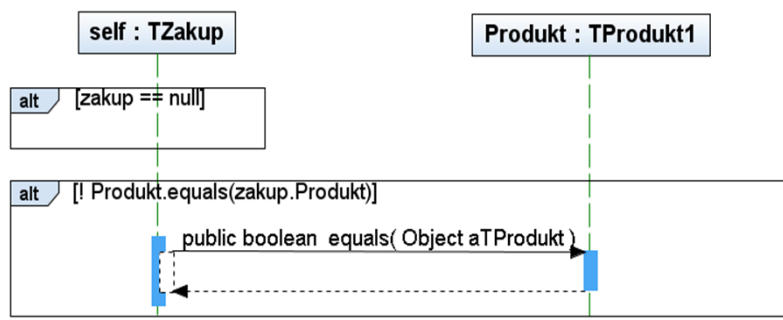 self : TZakup
Produkt : TProdukt1
alt [zakup == null]
alt [! Produkt.equals(zakup.Produkt)]
public boolean equals( Object aTProdukt )